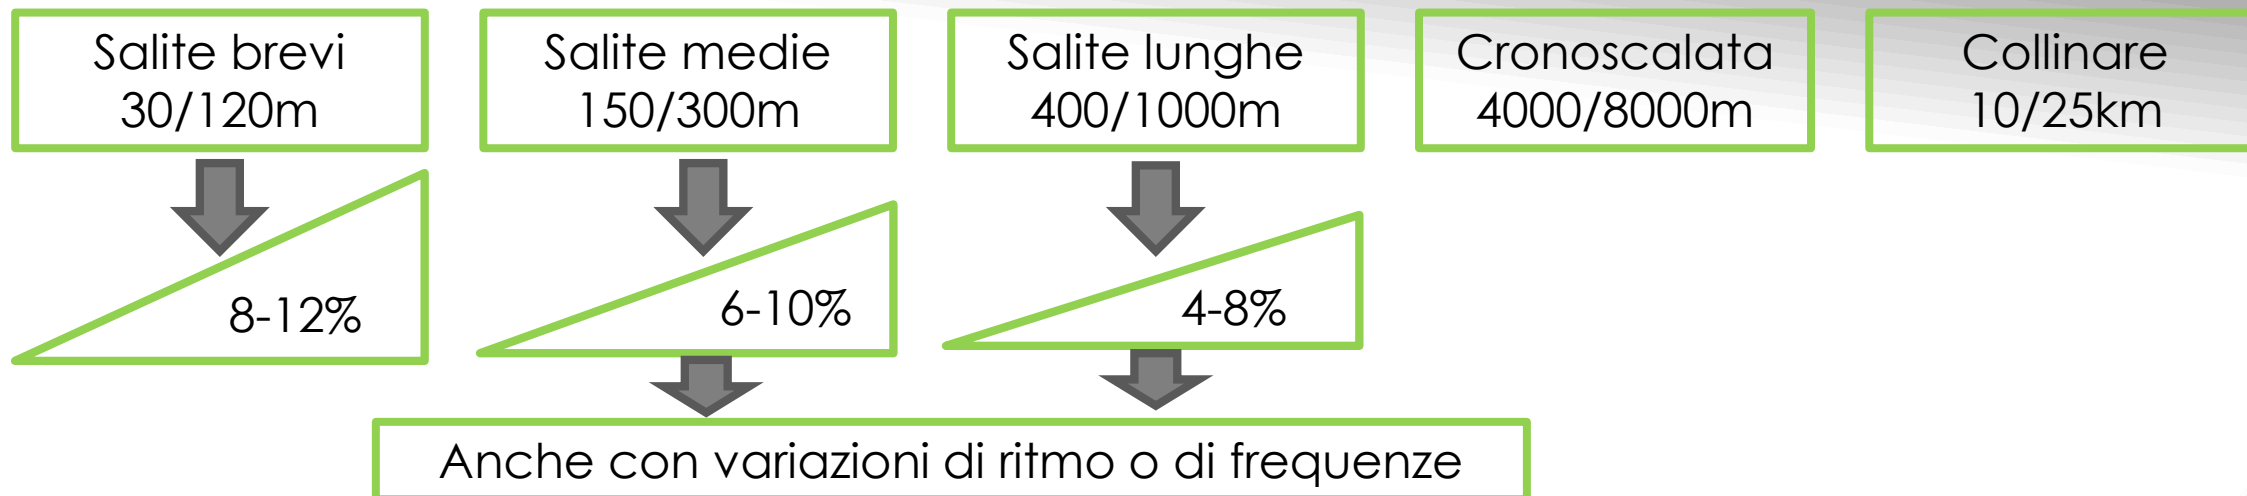 Salite brevi
30/120m
Salite medie
150/300m
Salite lunghe
400/1000m
Cronoscalata
4000/8000m
Collinare
10/25km
8-12%
6-10%
4-8%
Anche con variazioni di ritmo o di frequenze